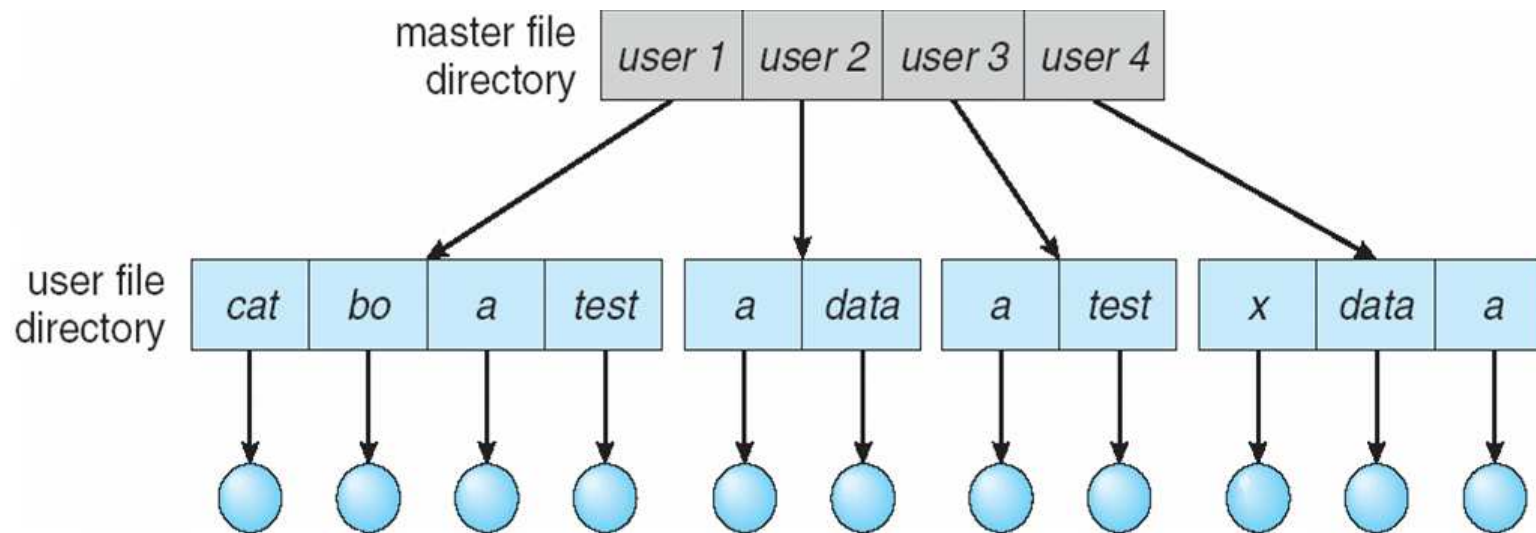 master file
directory
user 1 user 2 user 3 user 4
user file
directory
cat bo a test a data a test x data a